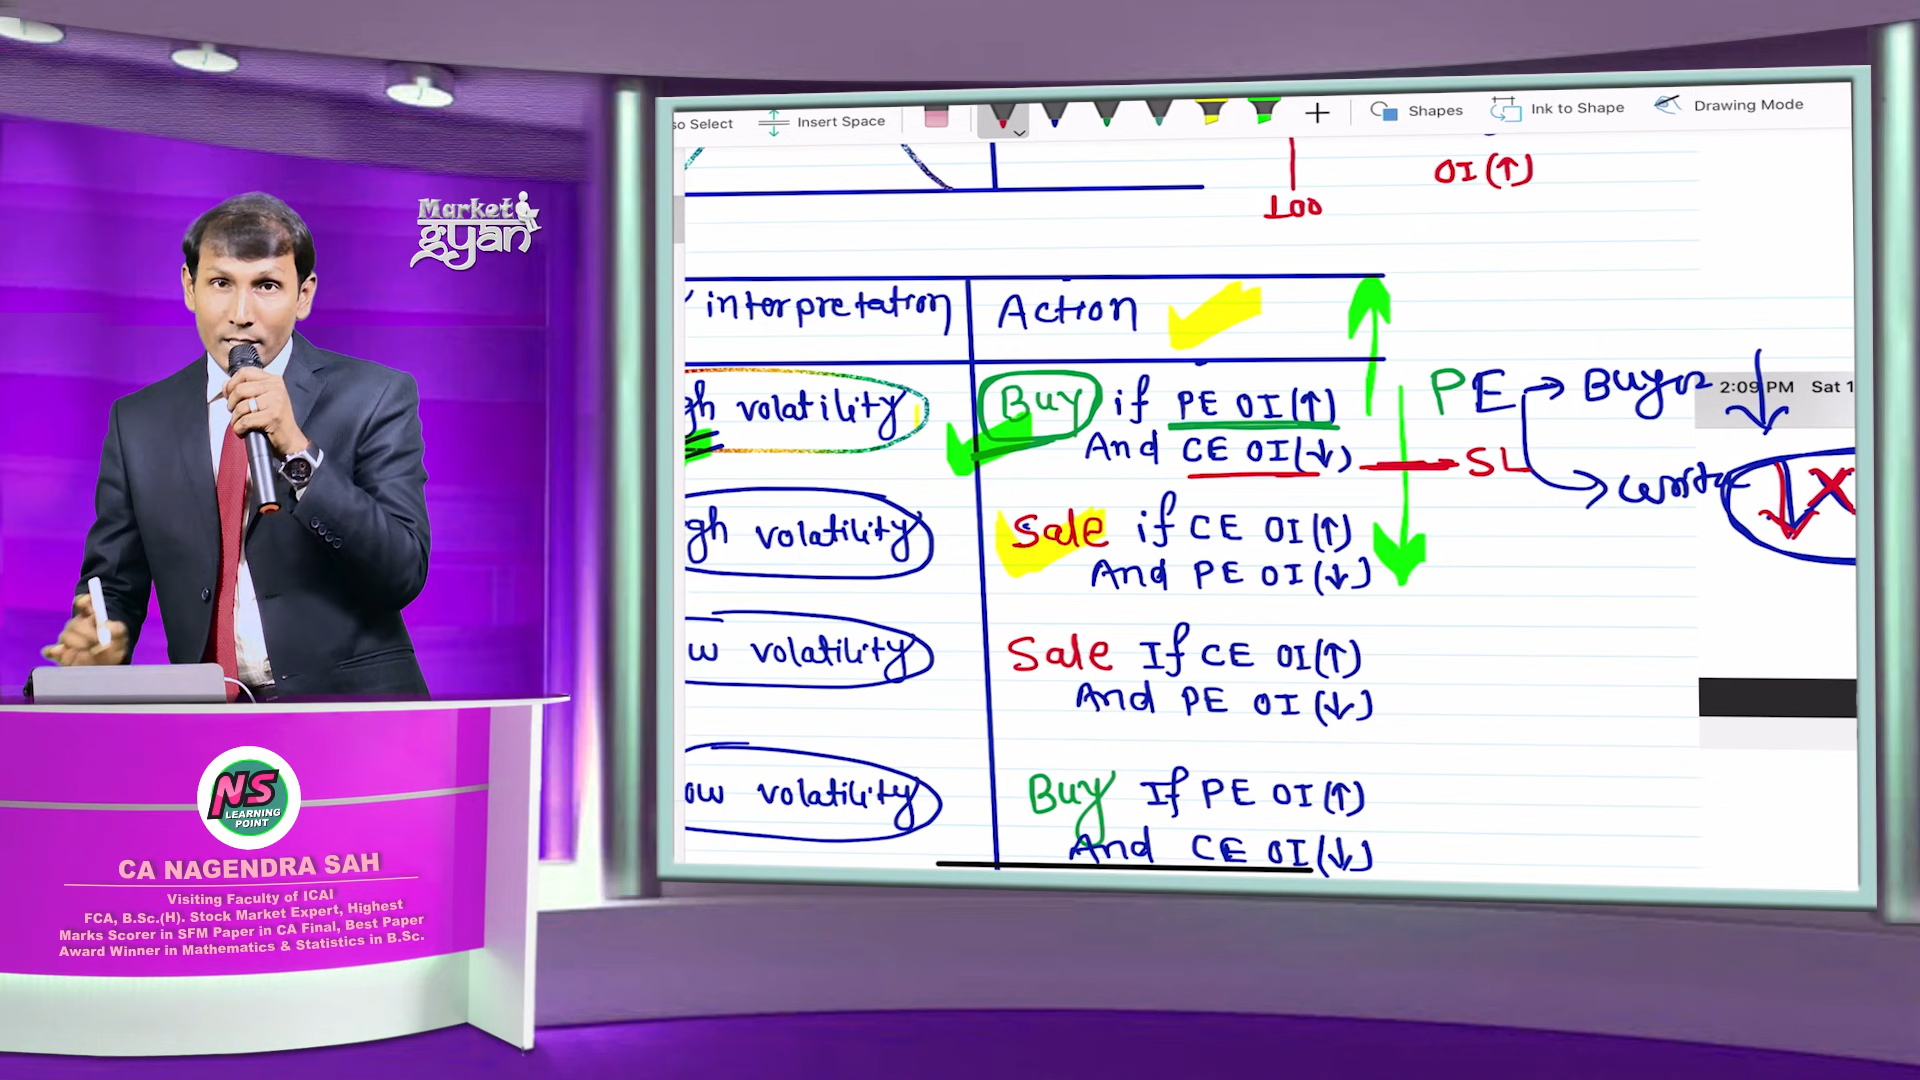 so Select
Insert Space
+
Shapes
Ink to Shape
Drawing Mode
OI (↑)
100
Market
gyan
interpretation
Action
gh volatility
Buy if PE OI (↑)
And CE OI (↓)
SL
PE → Buyer
2:09 PM Sat 1
gh volatility
Sale if CE OI (↑)
And PE OI (↓)
w volatility
Sale If CE OI (↑)
And PE OI (↓)
ow volatility
Buy If PE OI (↑)
And CE OI (↓)
NS
LEARNING
POINT
CA NAGENDRA SAH
Visiting Faculty of ICAI
FCA, B.Sc.(H). Stock Market Expert, Highest
Marks Scorer in SFM Paper in CA Final, Best Paper
Award Winner in Mathematics & Statistics in B.Sc.